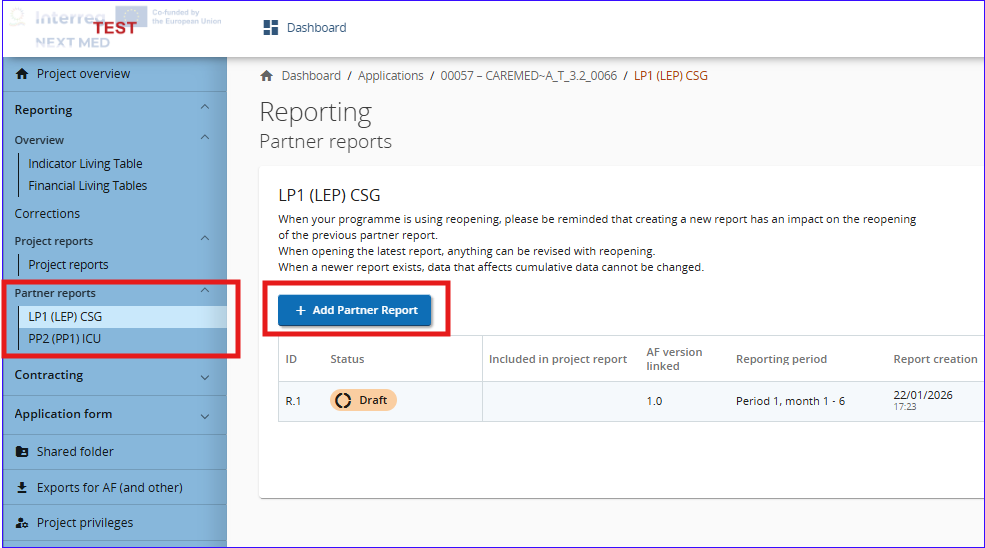 Interreg
Co-funded by
the European Union
TEST
NEXT MED
Dashboard
Project overview
Reporting
Overview
Indicator Living Table
Financial Living Tables
Corrections
Project reports
Project reports
Partner reports
LP1 (LEP) CSG
PP2 (PP1) ICU
Contracting
Application form
Shared folder
Exports for AF (and other)
Project privileges
Dashboard / Applications / 00057 – CAREMED~A_T_3.2_0066 / LP1 (LEP) CSG
Reporting
Partner reports
LP1 (LEP) CSG
When your programme is using reopening, please be reminded that creating a new report has an impact on the reopening
of the previous partner report.
When opening the latest report, anything can be revised with reopening.
When a newer report exists, data that affects cumulative data cannot be changed.
+ Add Partner Report
ID Status Included in project report AF version linked Reporting period Report creation
R.1 Draft 1.0 Period 1, month 1 - 6 22/01/2026
17:23